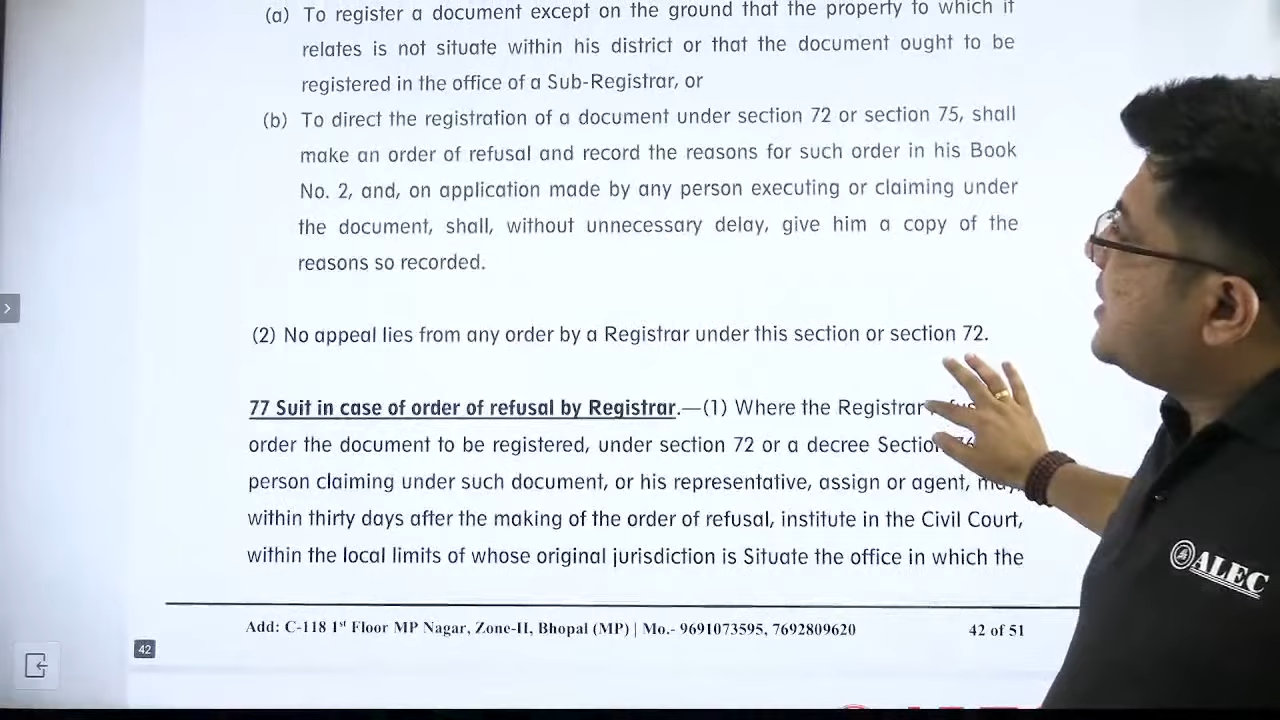 (a) To register a document except on the ground that the property to which it
relates is not situate within his district or that the document ought to be
registered in the office of a Sub-Registrar, or
(b) To direct the registration of a document under section 72 or section 75, shall
make an order of refusal and record the reasons for such order in his Book
No. 2, and, on application made by any person executing or claiming under
the document, shall, without unnecessary delay, give him a copy of the
reasons so recorded.
(2) No appeal lies from any order by a Registrar under this section or section 72.
77 Suit in case of order of refusal by Registrar.—(1) Where the Registrar
order the document to be registered, under section 72 or a decree Section
person claiming under such document, or his representative, assign or agent, may,
within thirty days after the making of the order of refusal, institute in the Civil Court,
within the local limits of whose original jurisdiction is Situate the office in which the
Add: C-118 1st Floor MP Nagar, Zone-II, Bhopal (MP) | Mo.- 9691073595, 7692809620
42 of 51
42
ALEC